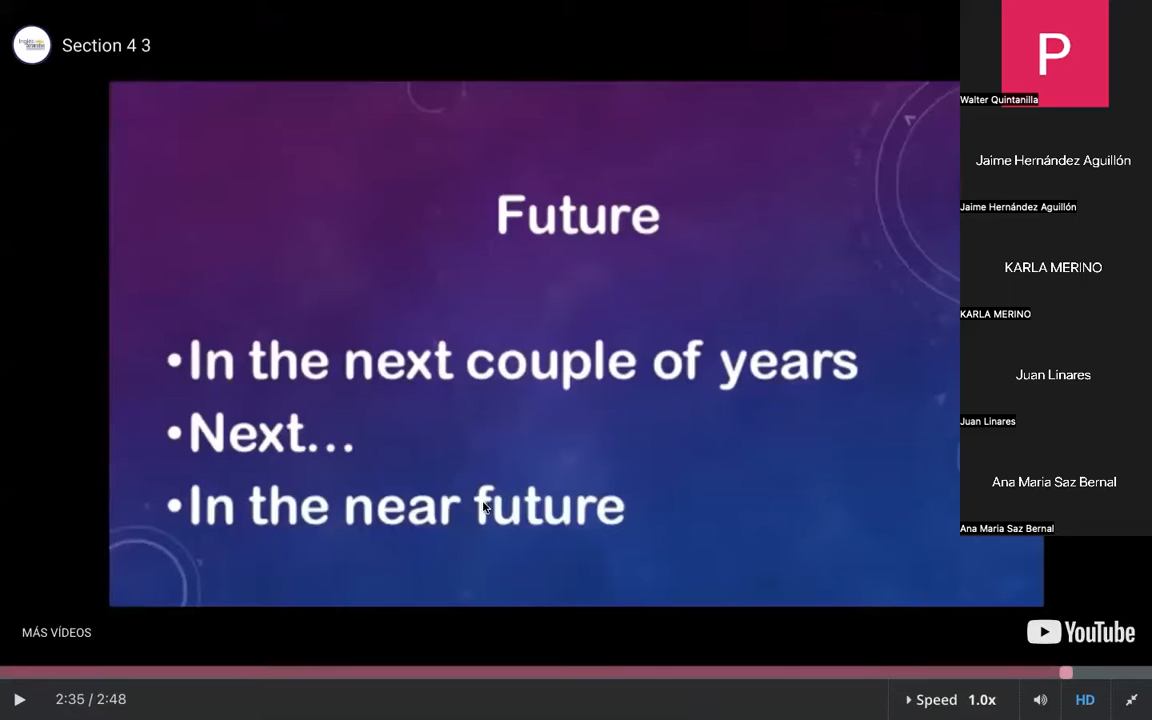 Section 4 3
P
Walter Quintanilla
Jaime Hernández Aguillón
Jaime Hernández Aguillón
KARLA MERINO
KARLA MERINO
Juan Linares
Juan Linares
Ana Maria Saz Bernal
Ana Maria Saz Bernal
Future
•In the next couple of years
•Next...
•In the near future
MÁS VÍDEOS
YouTube
2:35 / 2:48
Speed 1.0x
HD